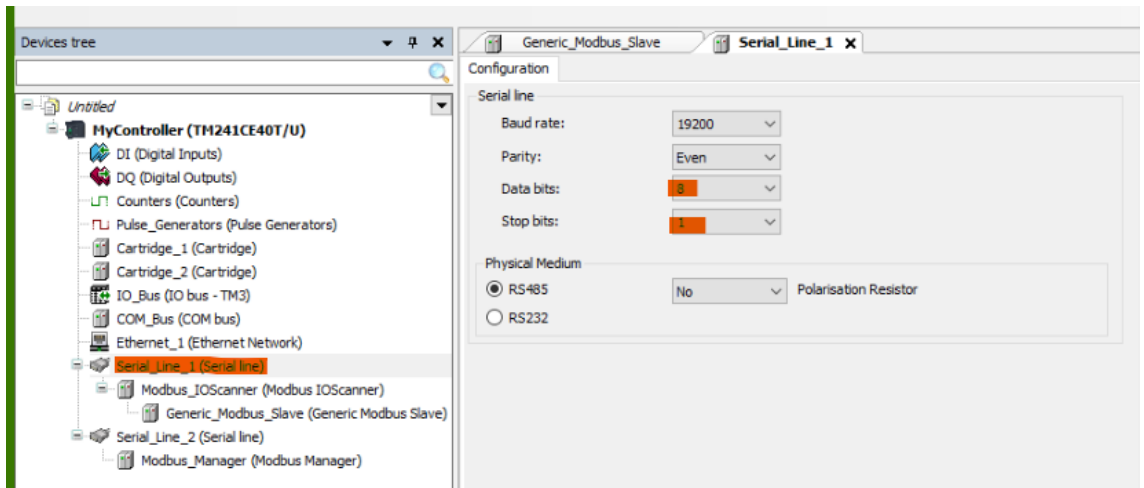 Devices tree
Untitled
MyController (TM241CE40T/U)
DI (Digital Inputs)
DQ (Digital Outputs)
Counters (Counters)
Pulse_Generators (Pulse Generators)
Cartridge_1 (Cartridge)
Cartridge_2 (Cartridge)
IO_Bus (IO bus - TM3)
COM_Bus (COM bus)
Ethernet_1 (Ethernet Network)
Serial_Line_1 (Serial line)
Modbus_IOScanner (Modbus IOScanner)
Generic_Modbus_Slave (Generic Modbus Slave)
Serial_Line_2 (Serial line)
Modbus_Manager (Modbus Manager)
Generic_Modbus_Slave
Serial_Line_1
Configuration
Serial line
Baud rate: 19200
Parity: Even
Data bits: 8
Stop bits: 1
Physical Medium
RS485 No Polarisation Resistor
RS232